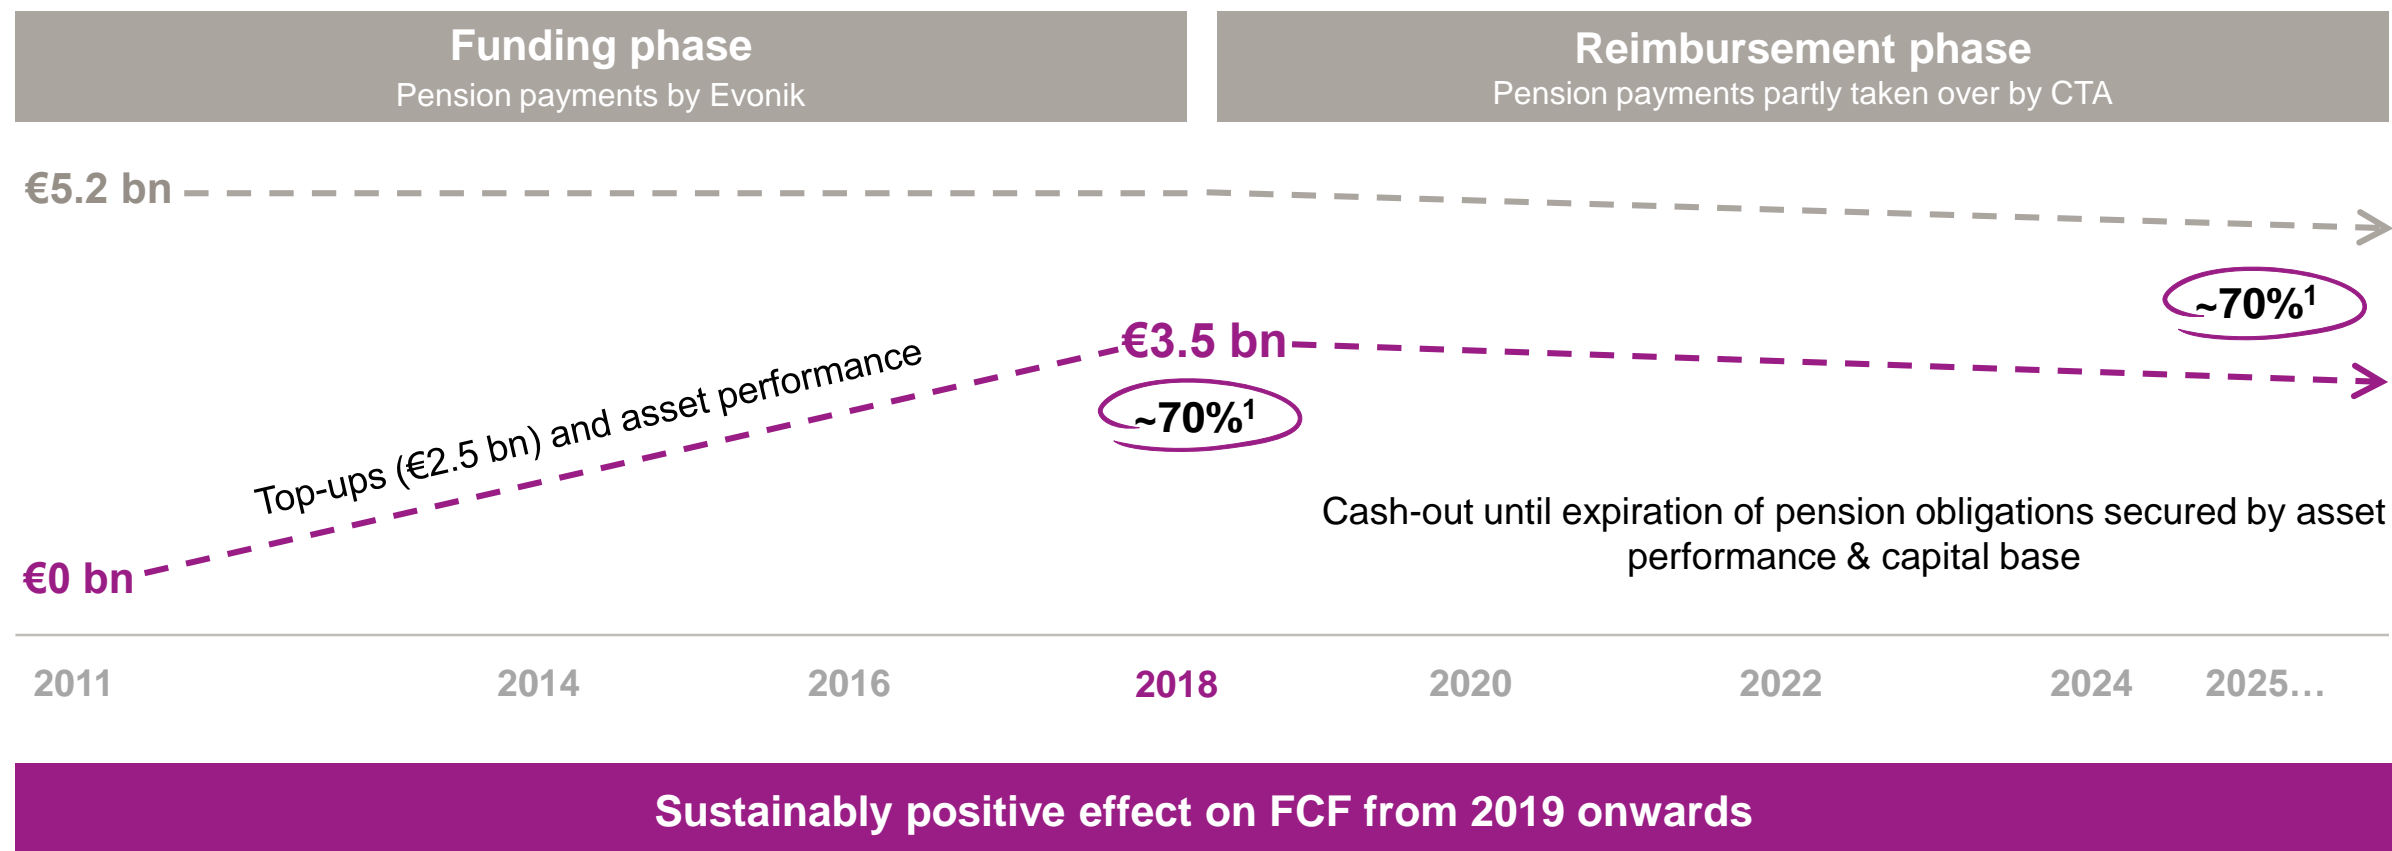 Funding phase
Pension payments by Evonik
Reimbursement phase
Pension payments partly taken over by CTA
€5.2 bn
~70%¹
€3.5 bn
~70%¹
Top-ups (€2.5 bn) and asset performance
€0 bn
Cash-out until expiration of pension obligations secured by asset
performance & capital base
2011 2014 2016 2018 2020 2022 2024 2025…
Sustainably positive effect on FCF from 2019 onwards